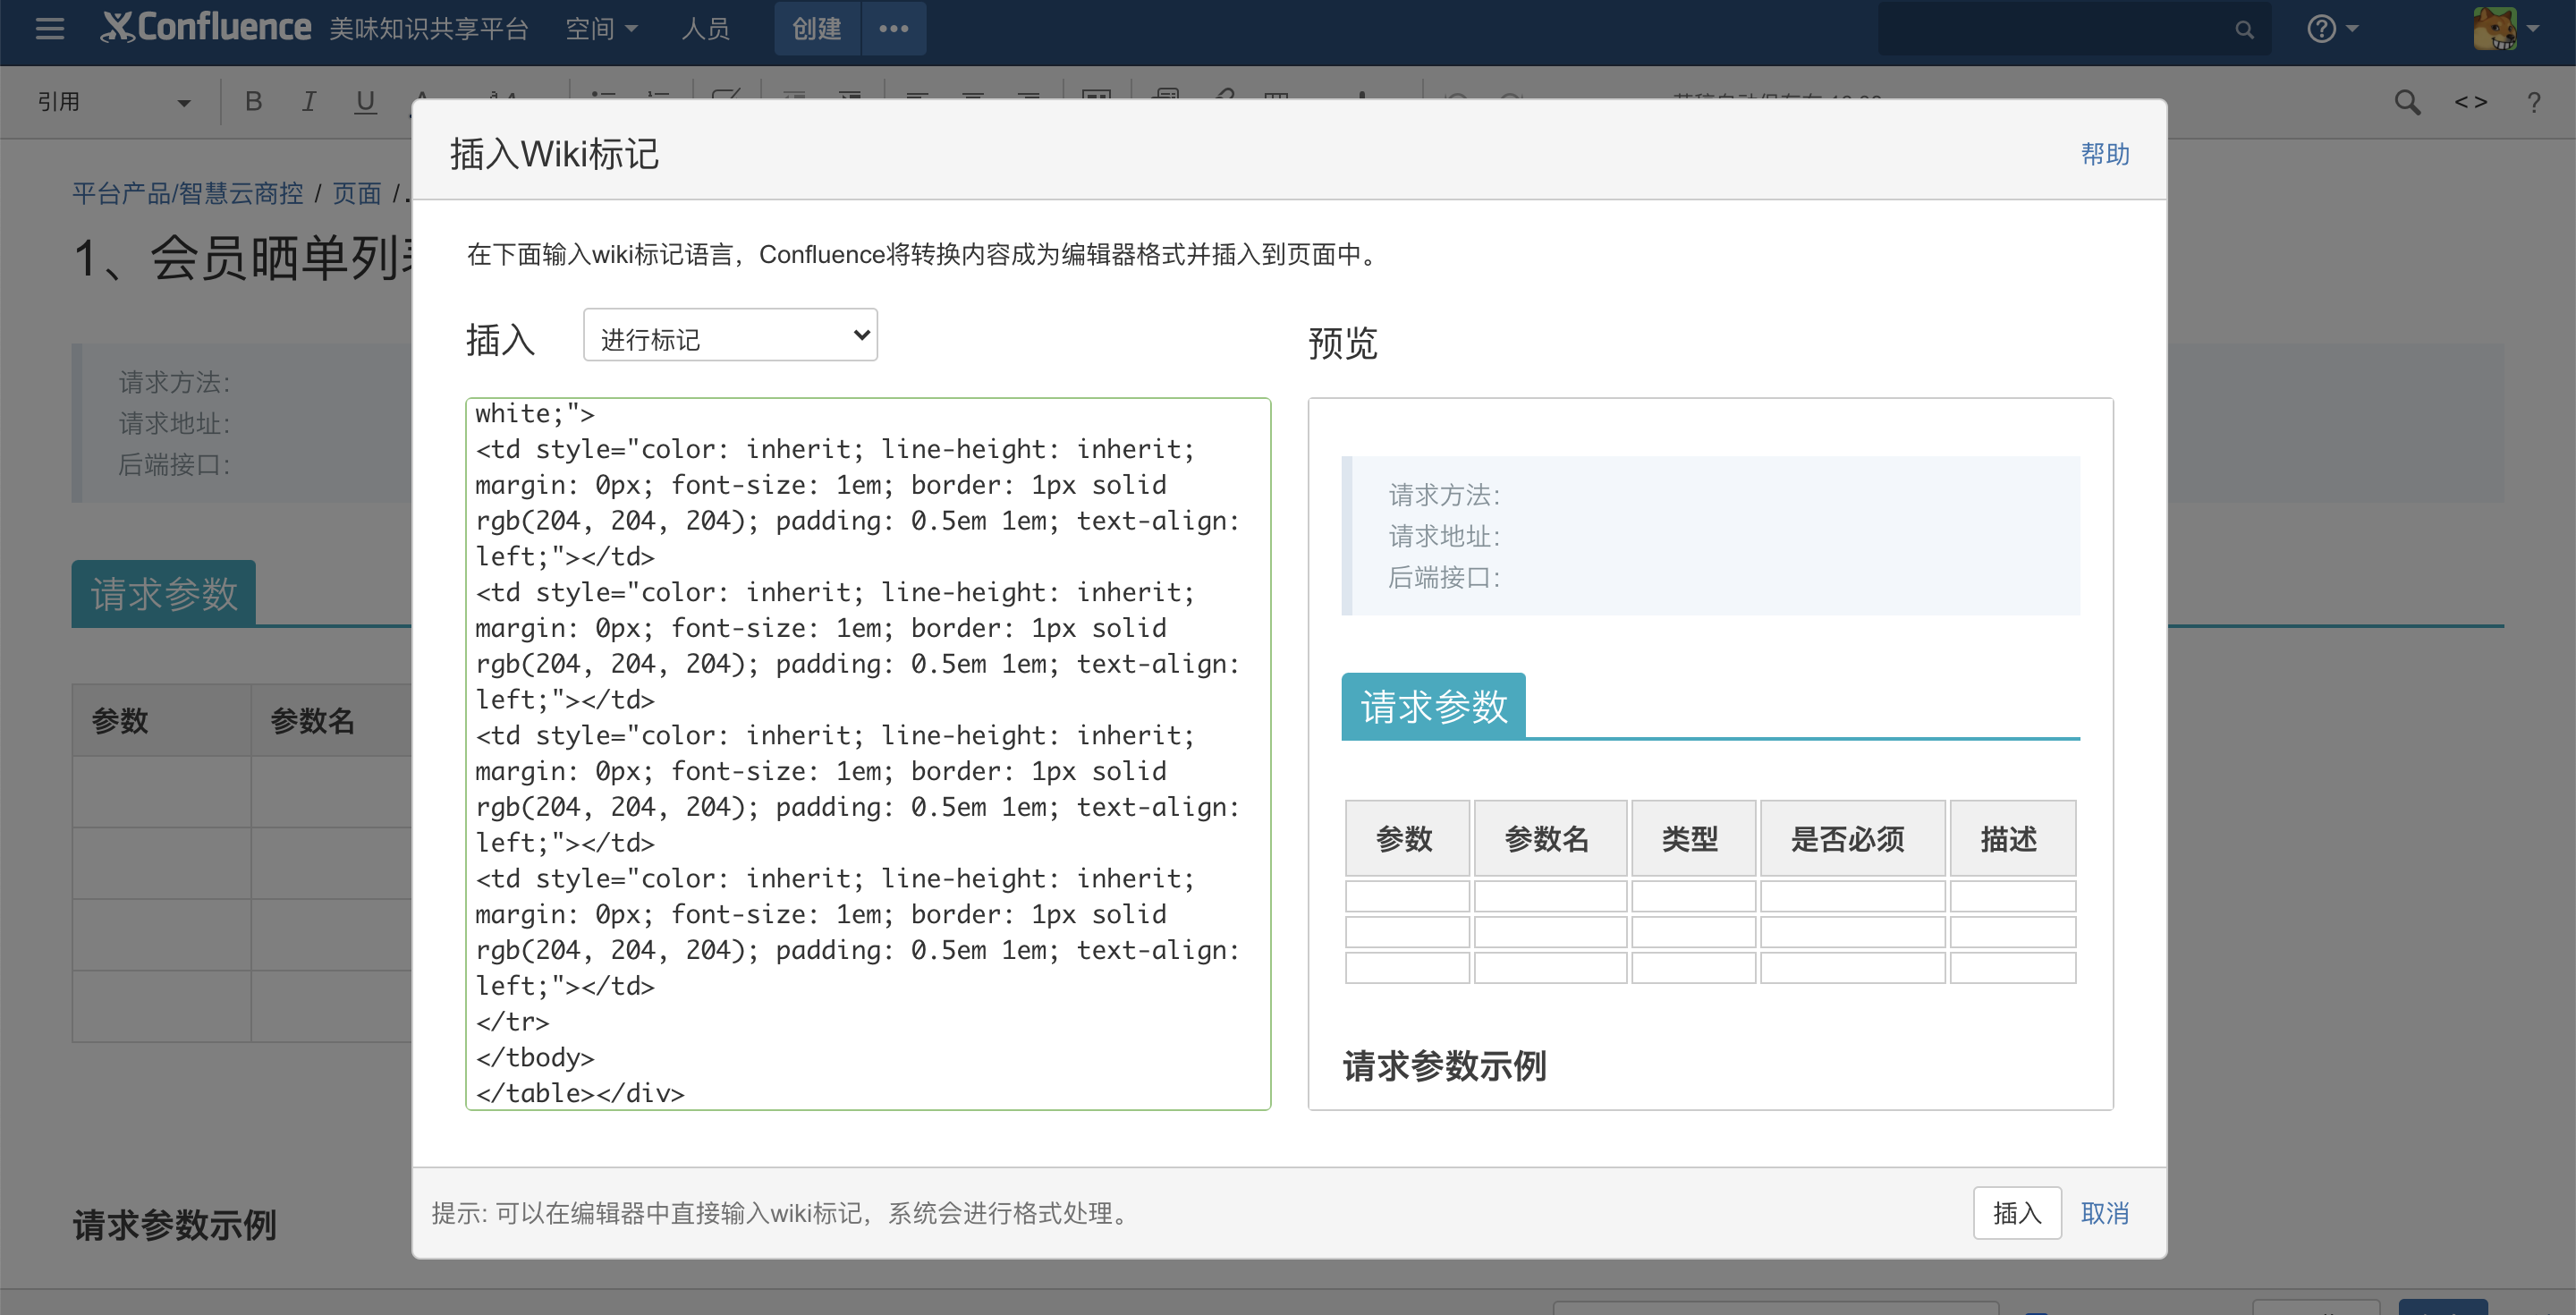 Confluence 美味知识共享平台 空间 人员 创建 •••
引用 B I U < > ?
平台产品/智慧云商控 / 页面 / .
1、会员晒单列
请求方法：
请求地址：
后端接口：
请求参数
参数 参数名
请求参数示例
插入Wiki标记 帮助
在下面输入wiki标记语言，Confluence将转换内容成为编辑器格式并插入到页面中。
插入 进行标记 预览
white;">
<td style="color: inherit; line-height: inherit;
margin: 0px; font-size: 1em; border: 1px solid
rgb(204, 204, 204); padding: 0.5em 1em; text-align:
left;"></td>
<td style="color: inherit; line-height: inherit;
margin: 0px; font-size: 1em; border: 1px solid
rgb(204, 204, 204); padding: 0.5em 1em; text-align:
left;"></td>
<td style="color: inherit; line-height: inherit;
margin: 0px; font-size: 1em; border: 1px solid
rgb(204, 204, 204); padding: 0.5em 1em; text-align:
left;"></td>
<td style="color: inherit; line-height: inherit;
margin: 0px; font-size: 1em; border: 1px solid
rgb(204, 204, 204); padding: 0.5em 1em; text-align:
left;"></td>
</tr>
</tbody>
</table></div>
请求方法：
请求地址：
后端接口：
请求参数
参数 参数名 类型 是否必须 描述
请求参数示例
提示: 可以在编辑器中直接输入wiki标记，系统会进行格式处理。
插入 取消